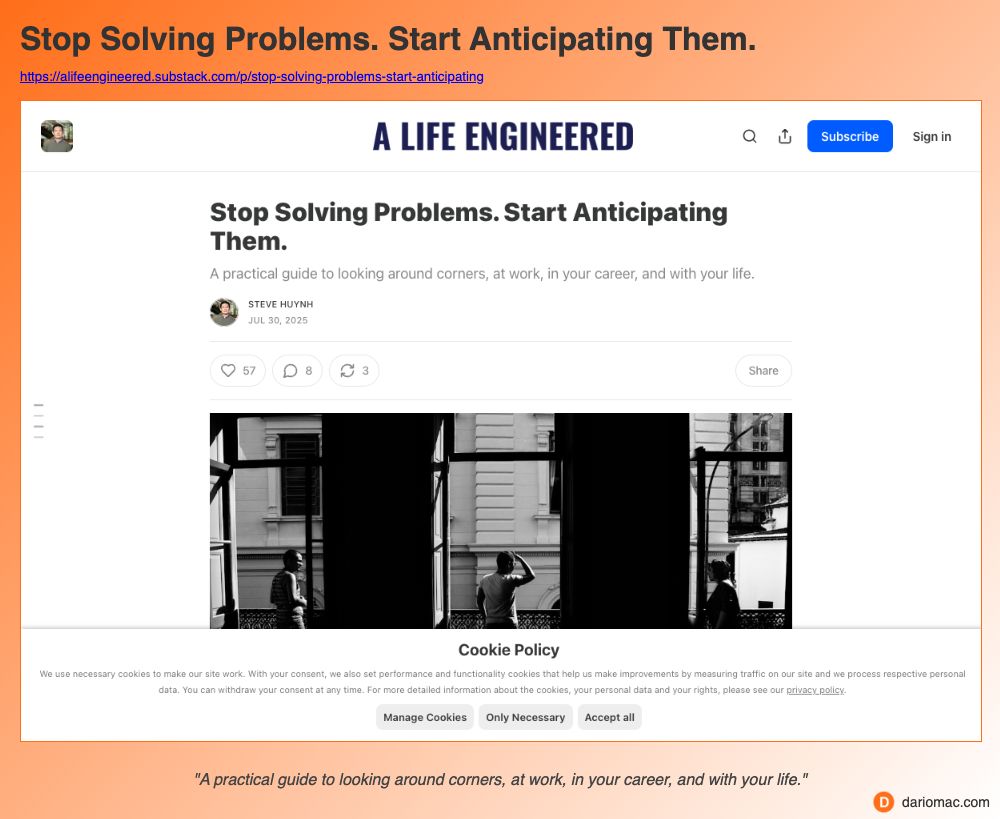 Stop Solving Problems. Start Anticipating Them.
https://alifeengineered.substack.com/p/stop-solving-problems-start-anticipating
A LIFE ENGINEERED
Subscribe
Sign in
Stop Solving Problems. Start Anticipating
Them.
A practical guide to looking around corners, at work, in your career, and with your life.
STEVE HUYNH
JUL 30, 2025
57
8
3
Share
Cookie Policy
We use necessary cookies to make our site work. With your consent, we also set performance and functionality cookies that help us make improvements by measuring traffic on our site and we process respective personal
data. You can withdraw your consent at any time. For more detailed information about the cookies, your personal data and your rights, please see our privacy policy.
Manage Cookies
Only Necessary
Accept all
"A practical guide to looking around corners, at work, in your career, and with your life."
D
dariomac.com